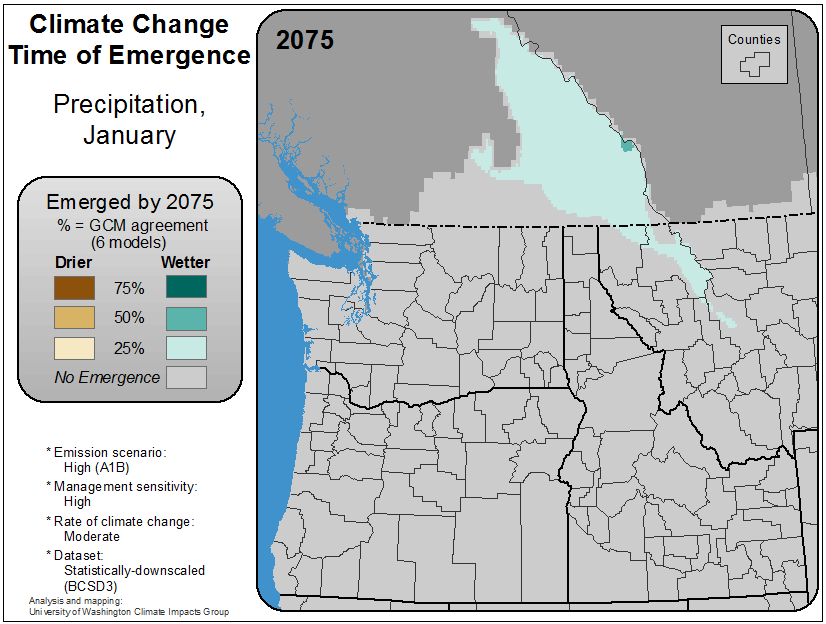 Climate Change
Time of Emergence
Precipitation,
January
Emerged by 2075
% = GCM agreement
(6 models)
Drier Wetter
75%
50%
25%
No Emergence
* Emission scenario:
High (A1B)
* Management sensitivity:
High
* Rate of climate change:
Moderate
* Dataset:
Statistically-downscaled
(BCSD3)
Analysis and mapping:
University of Washington Climate Impacts Group
2075
Counties